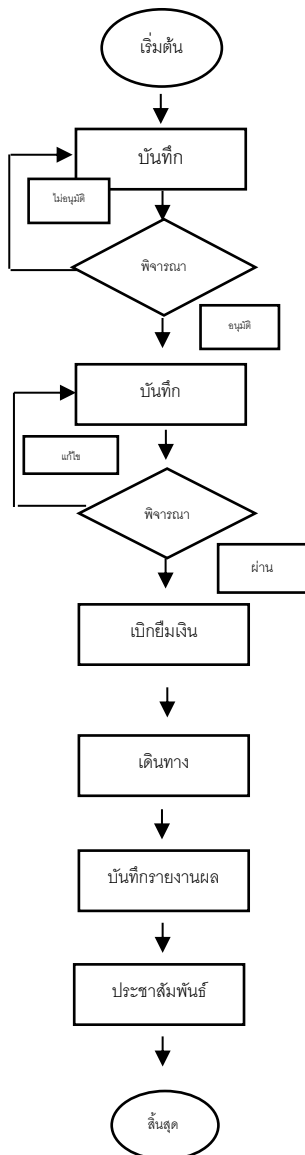 เริ่มต้น
บันทึก
ไม่อนุมัติ
พิจารณา
อนุมัติ
บันทึก
แก้ไข
พิจารณา
ผ่าน
เบิกยืมเงิน
เดินทาง
บันทึกรายงานผล
ประชาสัมพันธ์
สิ้นสุด